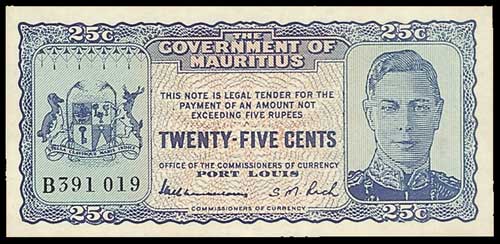 25c 25c
THE
GOVERNMENT OF
MAURITIUS
THIS NOTE IS LEGAL TENDER FOR THE
PAYMENT OF AN AMOUNT NOT
EXCEEDING FIVE RUPEES
TWENTY-FIVE CENTS
OFFICE OF THE COMMISSIONERS OF CURRENCY
PORT LOUIS
B391 019
COMMISSIONERS OF CURRENCY
25c 25c